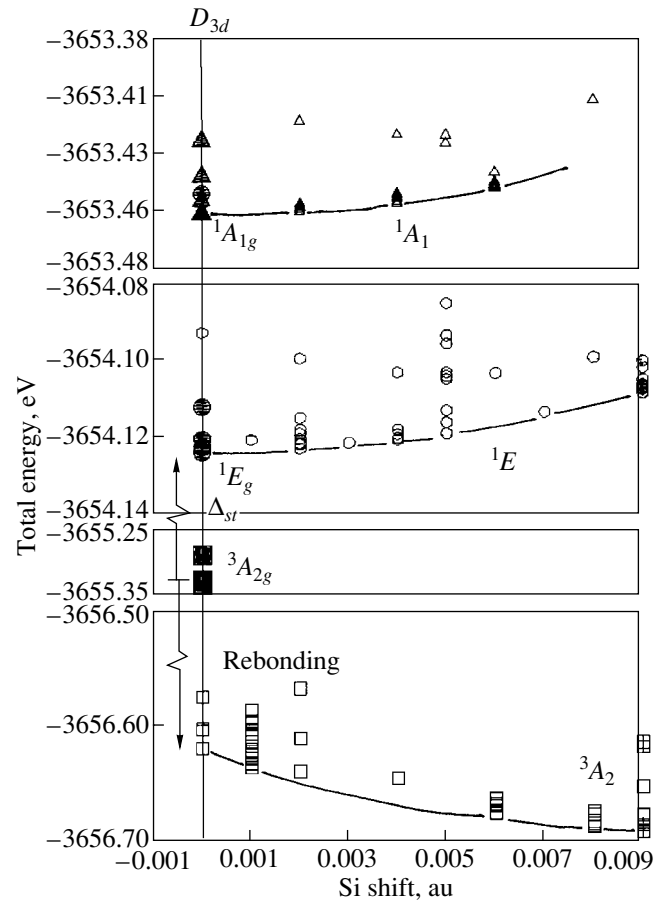 D3d
−3653.38
−3653.41
−3653.43
−3653.46
−3653.48
1A1g
1A1
−3654.08
−3654.10
−3654.12
−3654.14
1Eg
1E
Δst
−3655.25
−3655.35
3A2g
−3656.50
−3656.60
−3656.70
Rebonding
3A2
−0.001 0.001 0.003 0.005 0.007 0.009
Si shift, au
Total energy, eV